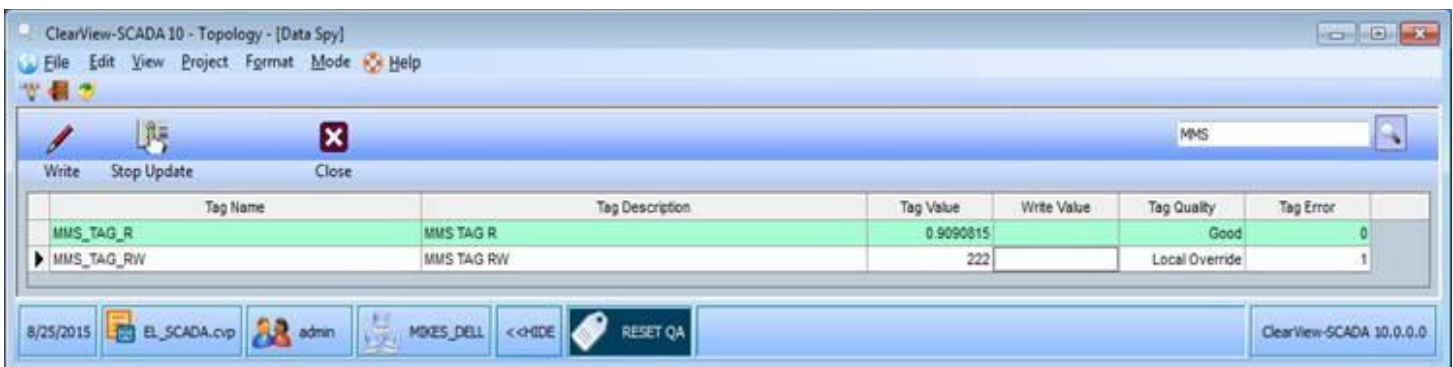 ClearView-SCADA 10 - Topology - [Data Spy]
File Edit View Project Format Mode Help
MMS
Write Stop Update Close
Tag Name Tag Description Tag Value Write Value Tag Quality Tag Error
MMS_TAG_R MMS TAG R 0.9090815 Good 0
MMS_TAG_RW MMS TAG RW 222 Local Override 1
8/25/2015 EL_SCADA.cvp admin MIKES_DELL <<HIDE RESET QA ClearView-SCADA 10.0.0.0